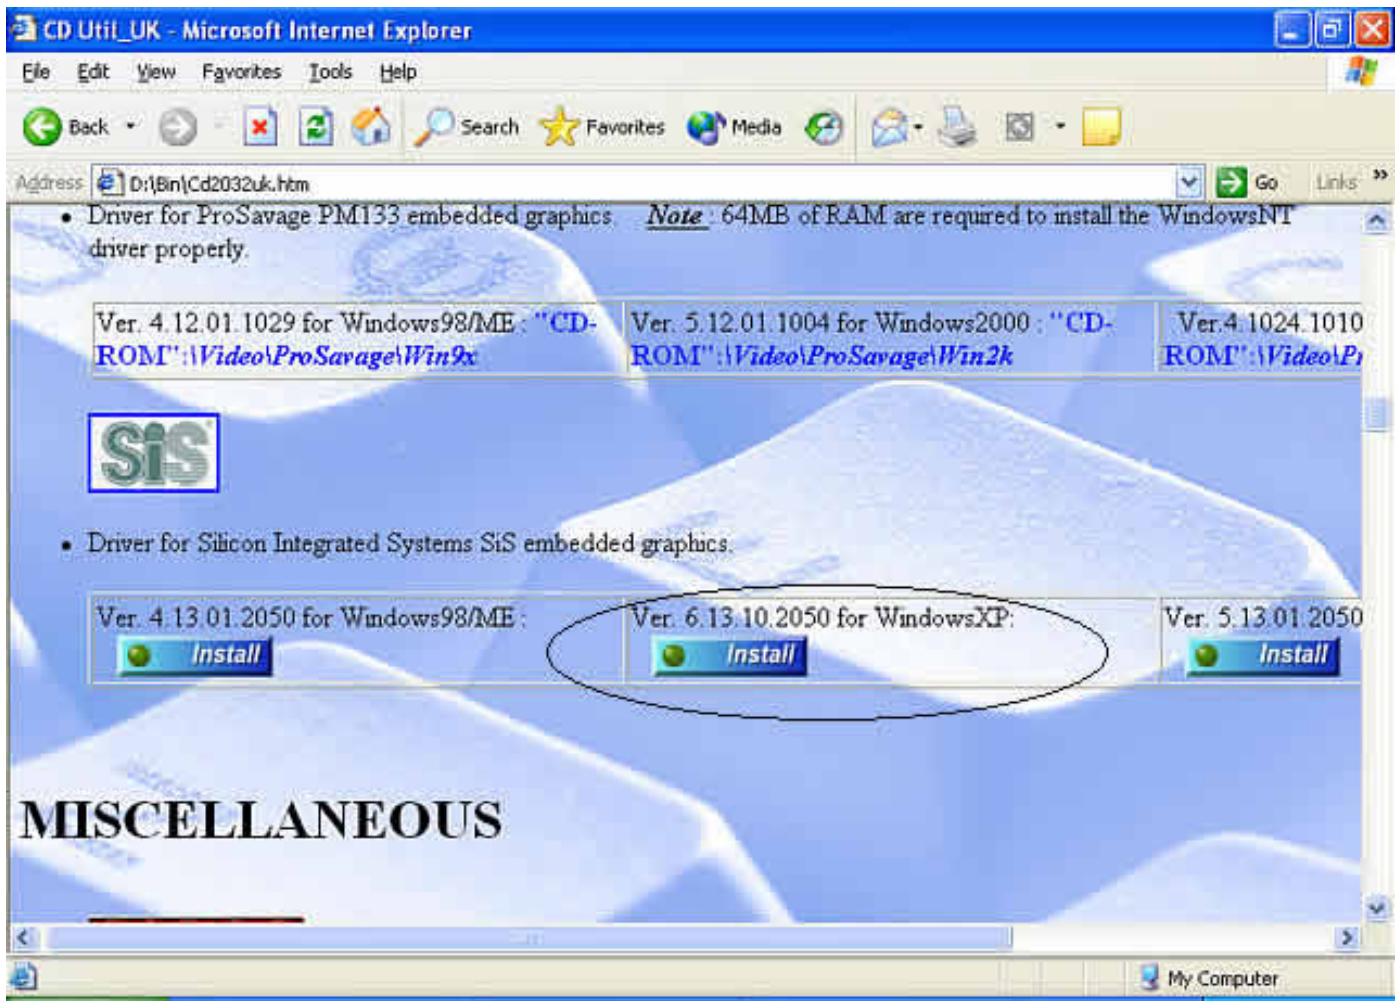 CD Util_UK - Microsoft Internet Explorer
File Edit View Favorites Tools Help
Back Search Favorites Media
Address D:\Bin\Cd2032uk.htm Go Links »
• Driver for ProSavage PM133 embedded graphics. Note : 64MB of RAM are required to install the WindowsNT
driver properly.
Ver. 4.12.01.1029 for Windows98/ME : "CD-
ROM":\Video\ProSavage\Win9x
Ver. 5.12.01.1004 for Windows2000 : "CD-
ROM":\Video\ProSavage\Win2k
Ver.4.1024.1010
ROM":\Video\Pr
SiS
• Driver for Silicon Integrated Systems SiS embedded graphics.
Ver. 4.13.01.2050 for Windows98/ME :
Install
Ver. 6.13.10.2050 for WindowsXP:
Install
Ver. 5.13.01.2050
Install
MISCELLANEOUS
My Computer